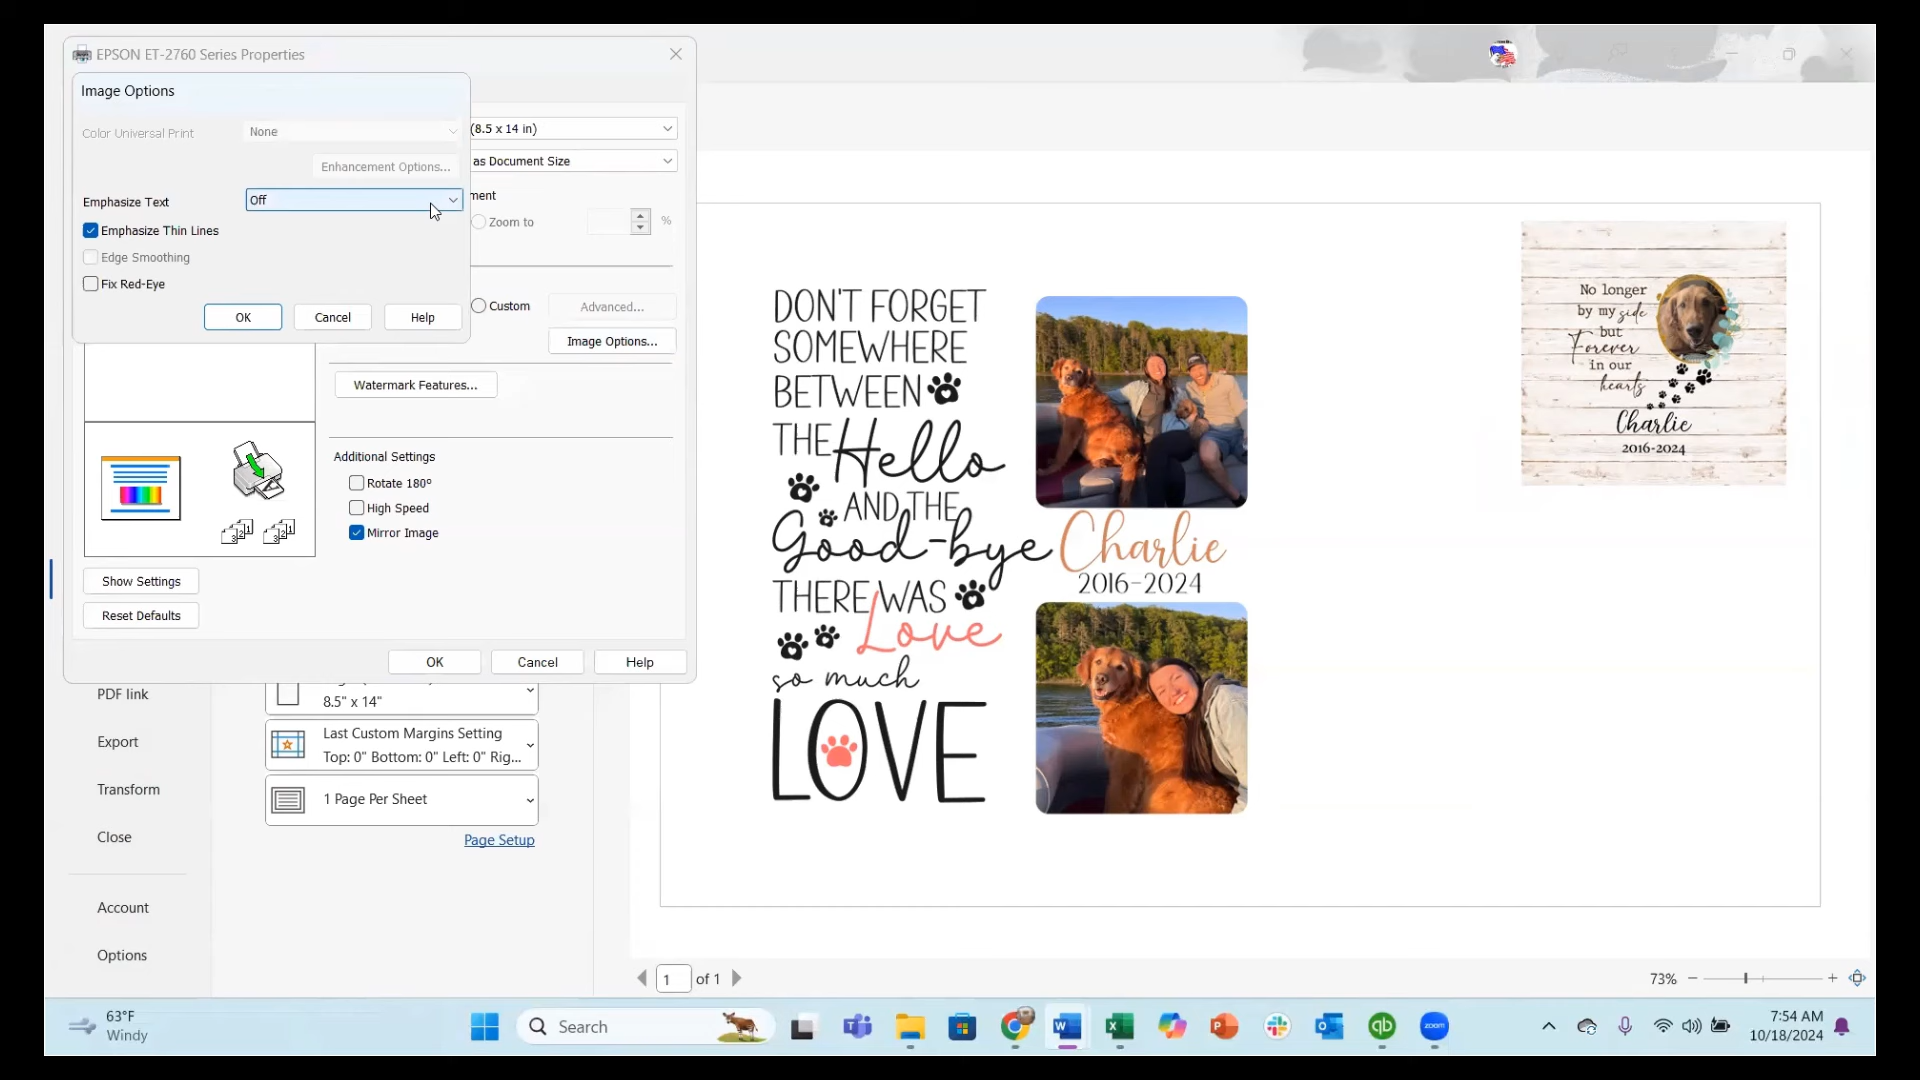 EPSON ET-2760 Series Properties
Image Options
Color Universal Print
None
Enhancement Options...
Emphasize Text
Off
Emphasize Thin Lines
Edge Smoothing
Fix Red-Eye
OK
Cancel
Help
(8.5 x 14 in)
as Document Size
ment
Zoom to
%
Custom
Advanced...
Image Options...
Watermark Features...
Additional Settings
Rotate 180º
High Speed
Mirror Image
Show Settings
Reset Defaults
OK
Cancel
Help
PDF link
Export
Transform
Close
Account
Options
8.5" x 14"
Last Custom Margins Setting
Top: 0" Bottom: 0" Left: 0" Rig...
1 Page Per Sheet
Page Setup
DON'T FORGET
SOMEWHERE
BETWEEN
THE Hello
AND THE
Good-bye
THERE WAS
Love
so much
LOVE
Charlie
2016-2024
No longer
by my side
but
Forever
in our
hearts
Charlie
2016-2024
1 of 1
73%
63°F
Windy
Search
7:54 AM
10/18/2024
zoom